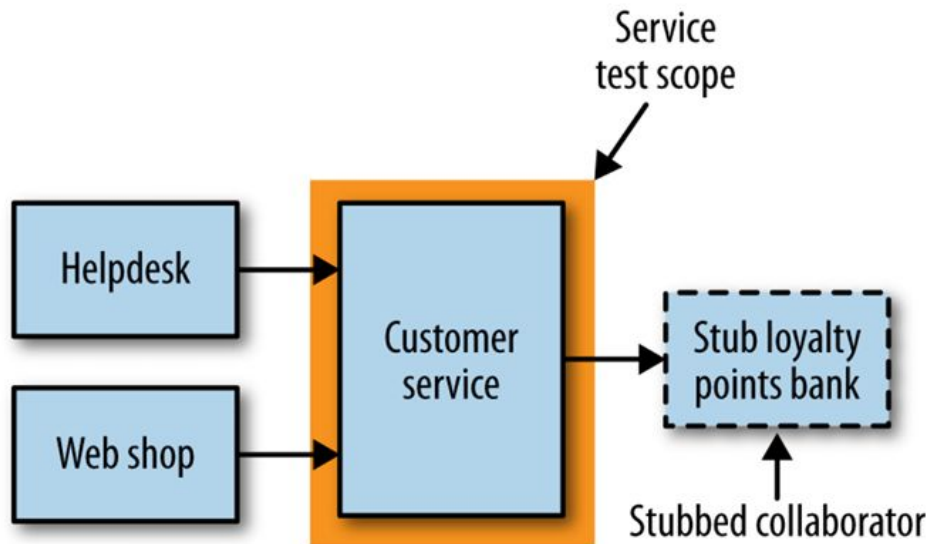 Service
test scope
Helpdesk
Customer
service
Stub loyalty
points bank
Web shop
Stubbed collaborator